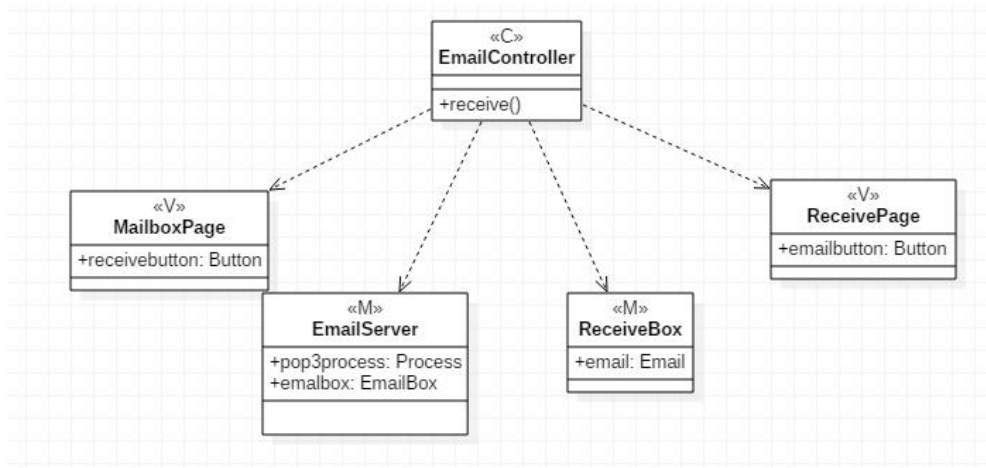 «C»
EmailController
+receive()
«V»
MailboxPage
+receivebutton: Button
«V»
ReceivePage
+emailbutton: Button
«M»
EmailServer
+pop3process: Process
+emalbox: EmailBox
«M»
ReceiveBox
+email: Email